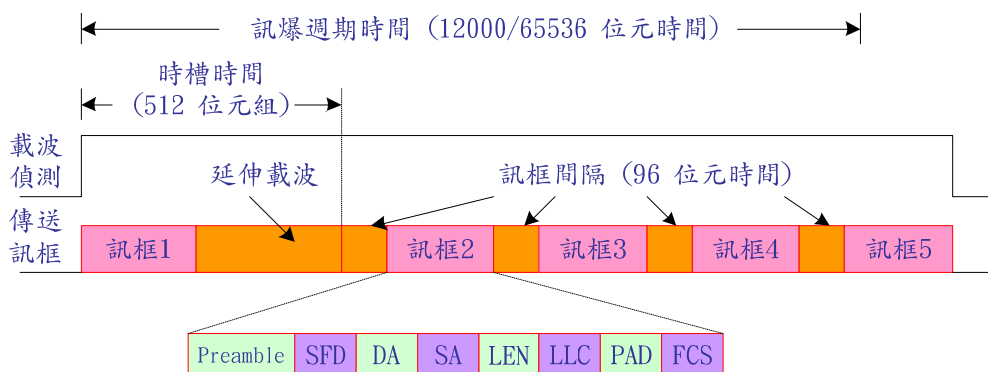 訊爆週期時間 (12000/65536 位元時間)
時槽時間
(512 位元組)
載波
偵測
延伸載波
訊框間隔 (96 位元時間)
傳送
訊框
訊框1
訊框2
訊框3
訊框4
訊框5
Preamble SFD DA SA LEN LLC PAD FCS